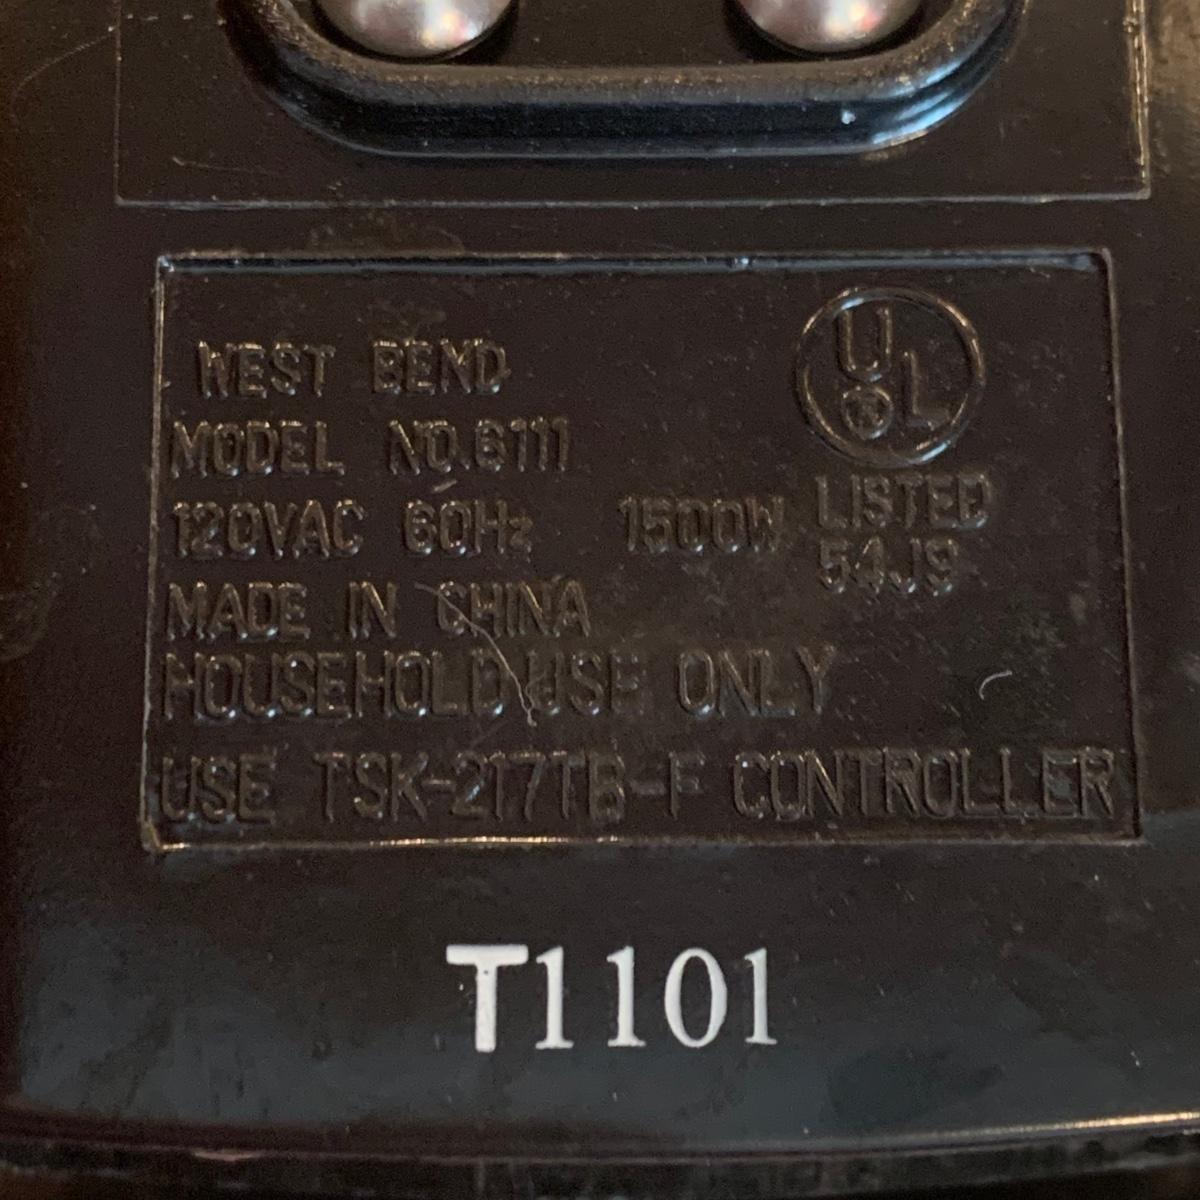 WEST BEND
MODEL NO.6111
120VAC 60Hz 1500W
MADE IN CHINA
HOUSEHOLD USE ONLY
USE TSK-217TB-F CONTROLLER
UL
LISTED
54J9
T1101